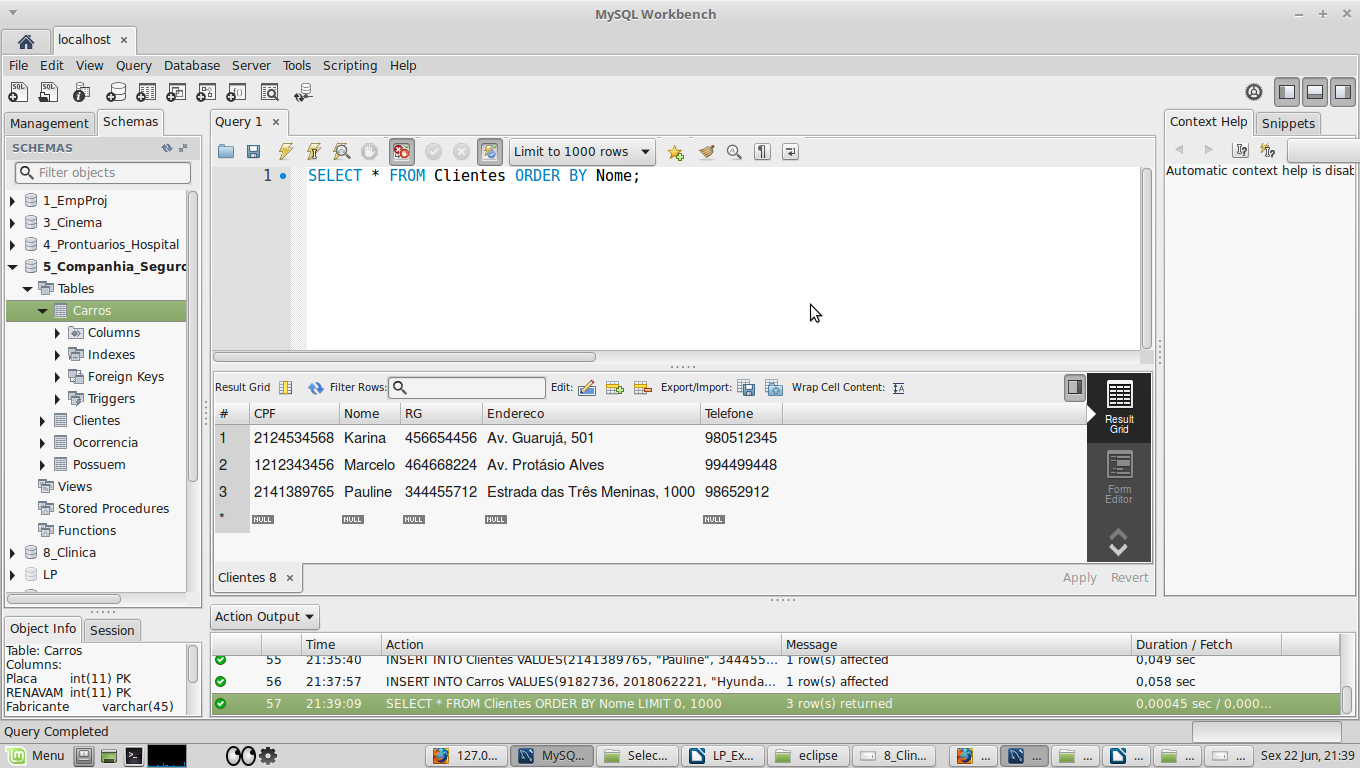 MySQL Workbench
localhost
File Edit View Query Database Server Tools Scripting Help
Management Schemas
SCHEMAS
Filter objects
1_EmpProj
3_Cinema
4_Prontuarios_Hospital
5_Companhia_Seguro
Tables
Carros
Columns
Indexes
Foreign Keys
Triggers
Clientes
Ocorrencia
Possuem
Views
Stored Procedures
Functions
8_Clinica
LP
Object Info Session
Table: Carros
Columns:
Placa int(11) PK
RENAVAM int(11) PK
Fabricante varchar(45)
Query 1
Limit to 1000 rows
1 SELECT * FROM Clientes ORDER BY Nome;
Result Grid Filter Rows: Edit: Export/Import: Wrap Cell Content:
# CPF Nome RG Endereco Telefone
1 2124534568 Karina 456654456 Av. Guarujá, 501 980512345
2 1212343456 Marcelo 464668224 Av. Protásio Alves 994499448
3 2141389765 Pauline 344455712 Estrada das Três Meninas, 1000 98652912
* NULL NULL NULL NULL NULL
Result
Grid
Form
Editor
Clientes 8
Apply Revert
Context Help Snippets
Automatic context help is disab
Action Output
Time Action Message Duration / Fetch
55 21:35:40 INSERT INTO Clientes VALUES(2141389765, "Pauline", 344455... 1 row(s) affected 0,049 sec
56 21:37:57 INSERT INTO Carros VALUES(9182736, 2018062221, "Hyunda... 1 row(s) affected 0,058 sec
57 21:39:09 SELECT * FROM Clientes ORDER BY Nome LIMIT 0, 1000 3 row(s) returned 0,00045 sec / 0,000...
Query Completed
Menu 127.0... MySQ... Selec... LP_Ex... eclipse 8_Clin... ... ... ... ... ... ... Sex 22 Jun, 21:39